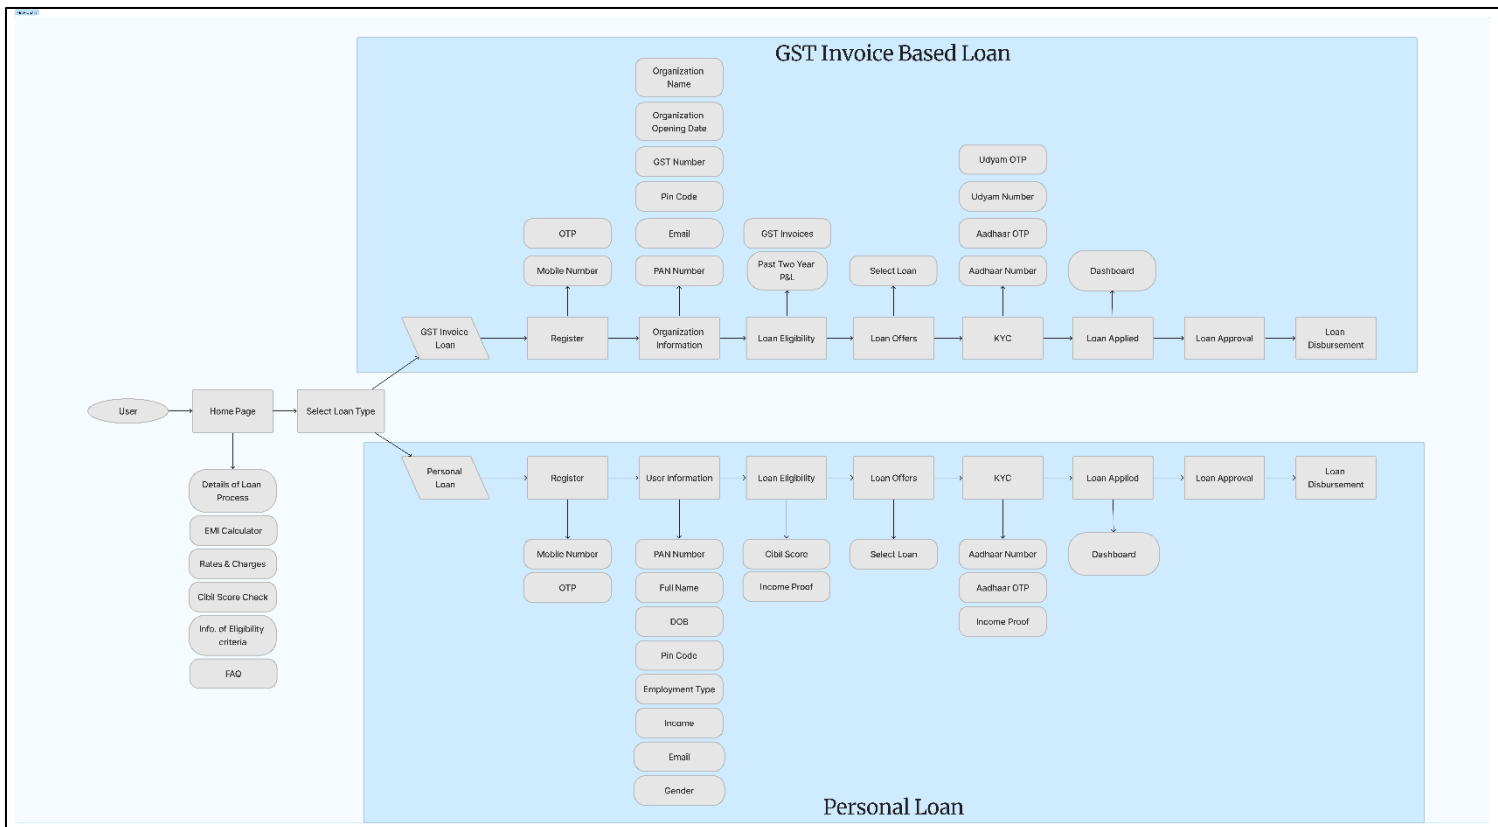 GST Invoice Based Loan
Organization
Name
Organization
Opening Date
GST Number
Pin Code
Email
PAN Number
OTP
Mobile Number
GST Invoices
Past Two Year
P&L
Select Loan
Udyam OTP
Udyam Number
Aadhaar OTP
Aadhaar Number
Dashboard
GST Invoice
Loan
Register
Organization
Information
Loan Eligibility
Loan Offers
KYC
Loan Applied
Loan Approval
Loan
Disbursement
User
Home Page
Select Loan Type
Details of Loan
Process
EMI Calculator
Rates & Charges
Cibil Score Check
Info. of Eligibility
criteria
FAQ
Personal
Loan
Register
User Information
Loan Eligibility
Loan Offers
KYC
Loan Applied
Loan Approval
Loan
Disbursement
Mobile Number
OTP
PAN Number
Full Name
DOB
Pin Code
Employment Type
Income
Email
Gender
Cibil Score
Income Proof
Select Loan
Aadhaar Number
Aadhaar OTP
Income Proof
Dashboard
Personal Loan